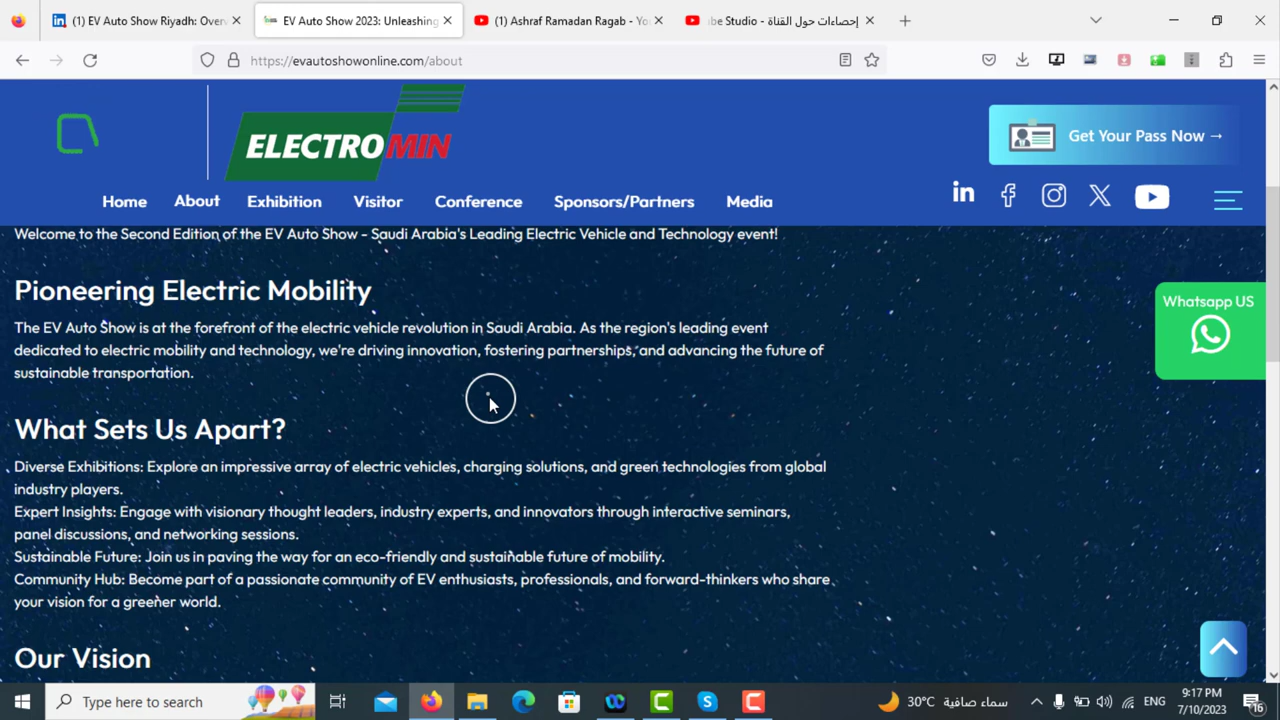 (1) EV Auto Show Riyadh: Over
EV Auto Show 2023: Unleashing
(1) Ashraf Ramadan Ragab - Yo
be Studio - إحصاءات حول القناة
https://evautoshowonline.com/about
ELECTROMIN
Get Your Pass Now →
Home
About
Exhibition
Visitor
Conference
Sponsors/Partners
Media
Welcome to the Second Edition of the EV Auto Show - Saudi Arabia's Leading Electric Vehicle and Technology event!
Pioneering Electric Mobility
The EV Auto Show is at the forefront of the electric vehicle revolution in Saudi Arabia. As the region's leading event
dedicated to electric mobility and technology, we're driving innovation, fostering partnerships, and advancing the future of
sustainable transportation.
What Sets Us Apart?
Diverse Exhibitions: Explore an impressive array of electric vehicles, charging solutions, and green technologies from global
industry players.
Expert Insights: Engage with visionary thought leaders, industry experts, and innovators through interactive seminars,
panel discussions, and networking sessions.
Sustainable Future: Join us in paving the way for an eco-friendly and sustainable future of mobility.
Community Hub: Become part of a passionate community of EV enthusiasts, professionals, and forward-thinkers who share
your vision for a greener world.
Our Vision
Whatsapp US
Type here to search
30°C سماء صافية
ENG
9:17 PM
7/10/2023
16